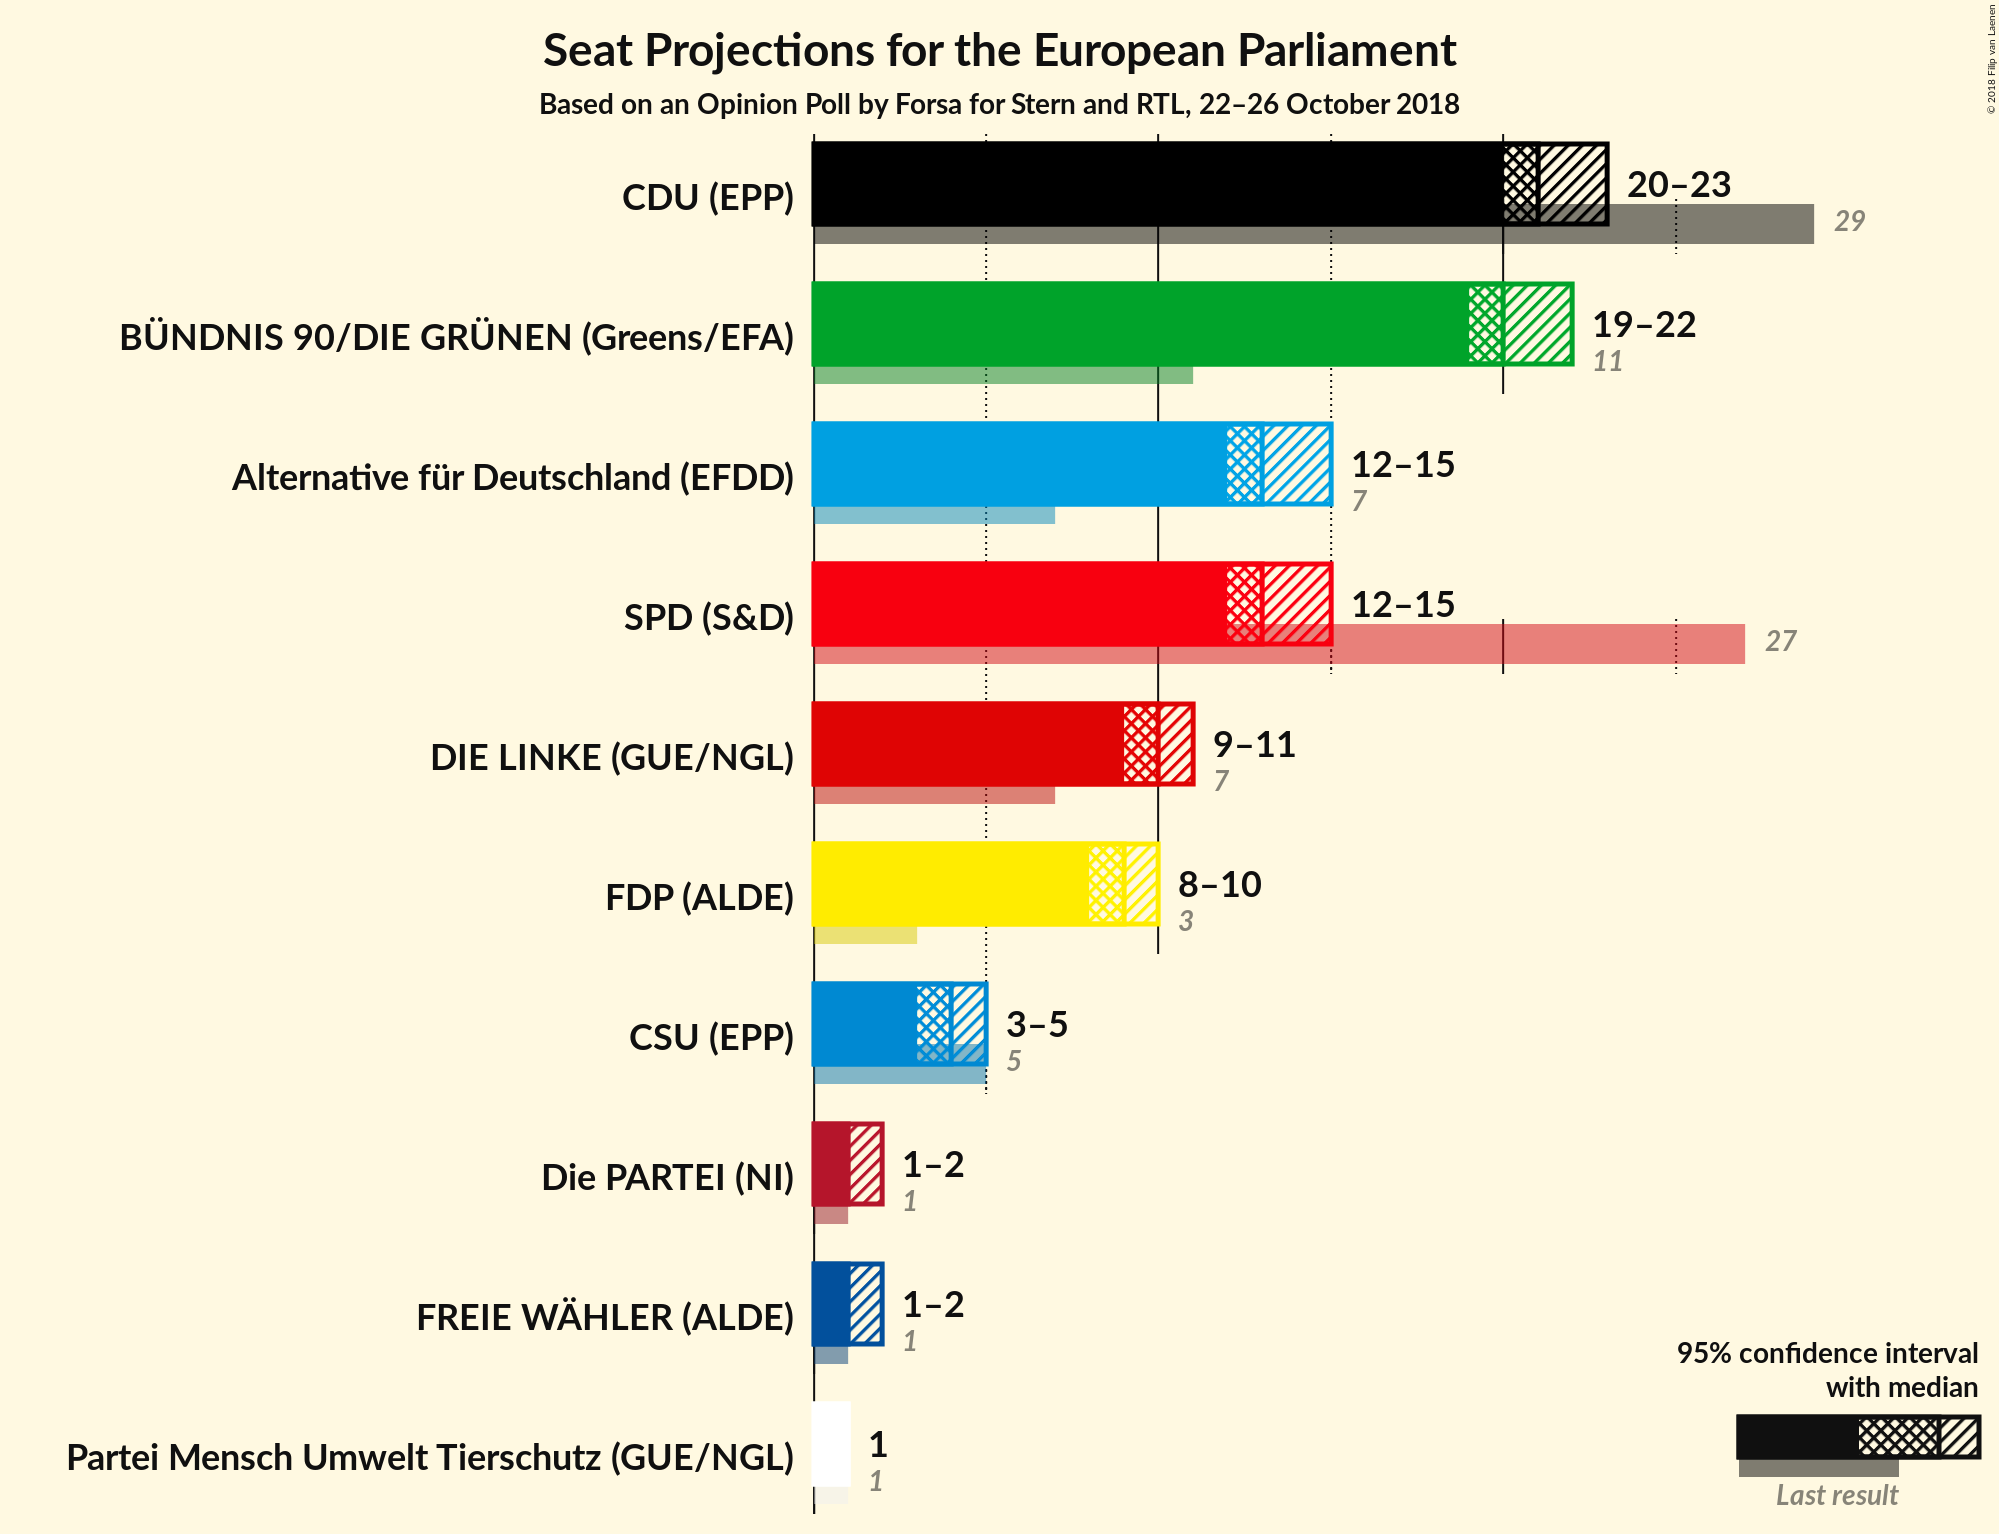 Seat Projections for the European Parliament
Based on an Opinion Poll by Forsa for Stern and RTL, 22–26 October 2018
© 2018 Filip van Laenen
CDU (EPP)
20–23
29
BÜNDNIS 90/DIE GRÜNEN (Greens/EFA)
19–22
11
Alternative für Deutschland (EFDD)
12–15
7
SPD (S&D)
12–15
27
DIE LINKE (GUE/NGL)
9–11
7
FDP (ALDE)
8–10
3
CSU (EPP)
3–5
5
Die PARTEI (NI)
1–2
1
FREIE WÄHLER (ALDE)
1–2
1
Partei Mensch Umwelt Tierschutz (GUE/NGL)
1
1
95% confidence interval
with median
Last result